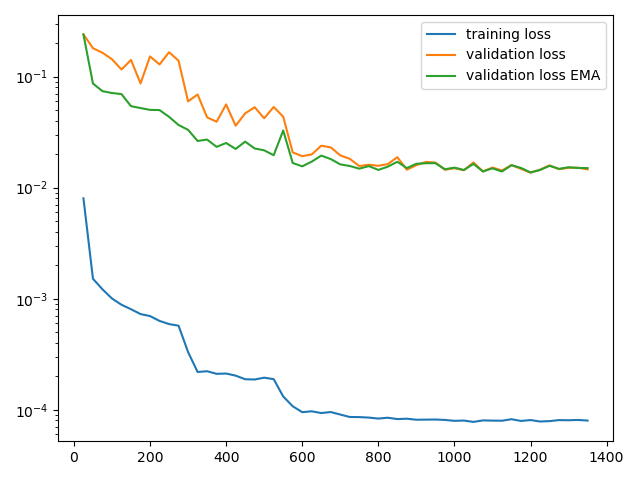 training loss
validation loss
validation loss EMA
10⁻¹
10⁻²
10⁻³
10⁻⁴
0 200 400 600 800 1000 1200 1400